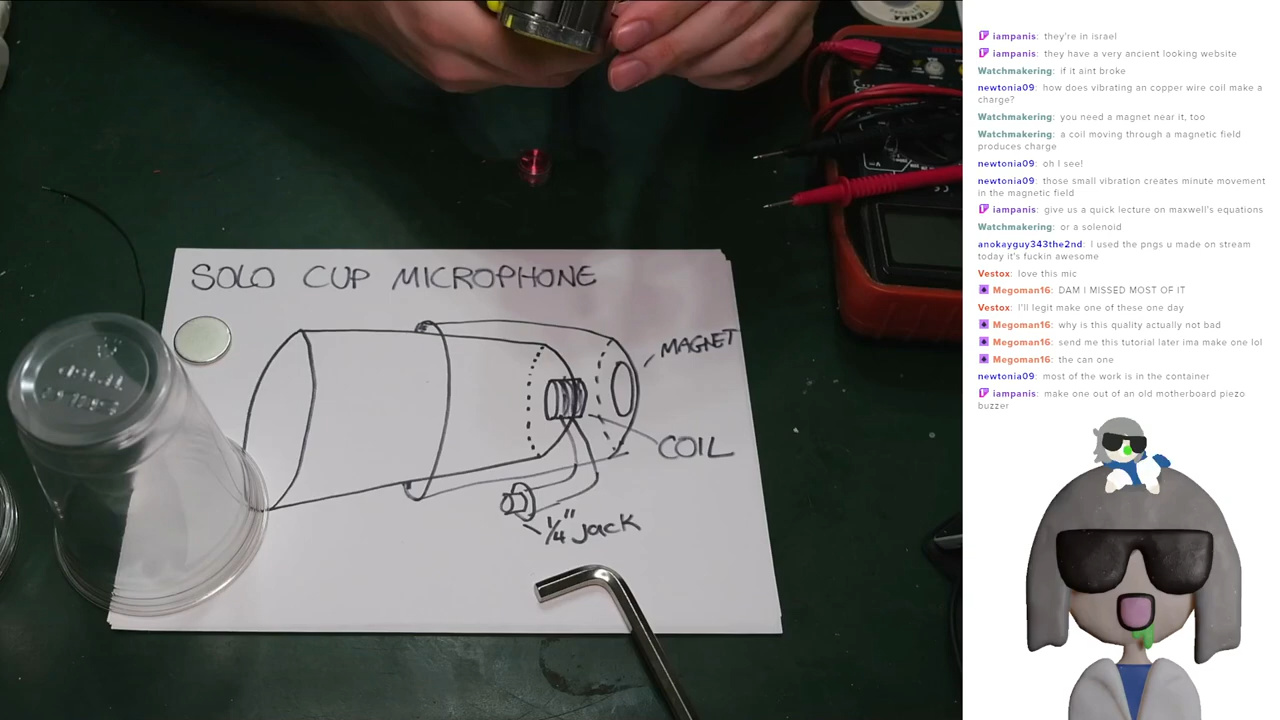 SOLO CUP MICROPHONE
MAGNET
COIL
1/4" Jack
TENMA
iampanis: they're in israel
iampanis: they have a very ancient looking website
Watchmakering: if it aint broke
newtonia09: how does vibrating an copper wire coil make a
charge?
Watchmakering: you need a magnet near it, too
Watchmakering: a coil moving through a magnetic field
produces charge
newtonia09: oh I see!
newtonia09: those small vibration creates minute movement
in the magnetic field
iampanis: give us a quick lecture on maxwell's equations
Watchmakering: or a solenoid
anokayguy343the2nd: I used the pngs u made on stream
today it's fuckin awesome
Vestox: love this mic
Megoman16: DAM I MISSED MOST OF IT
Vestox: I'll legit make one of these one day
Megoman16: why is this quality actually not bad
Megoman16: send me this tutorial later ima make one lol
Megoman16: the can one
newtonia09: most of the work is in the container
iampanis: make one out of an old motherboard piezo
buzzer